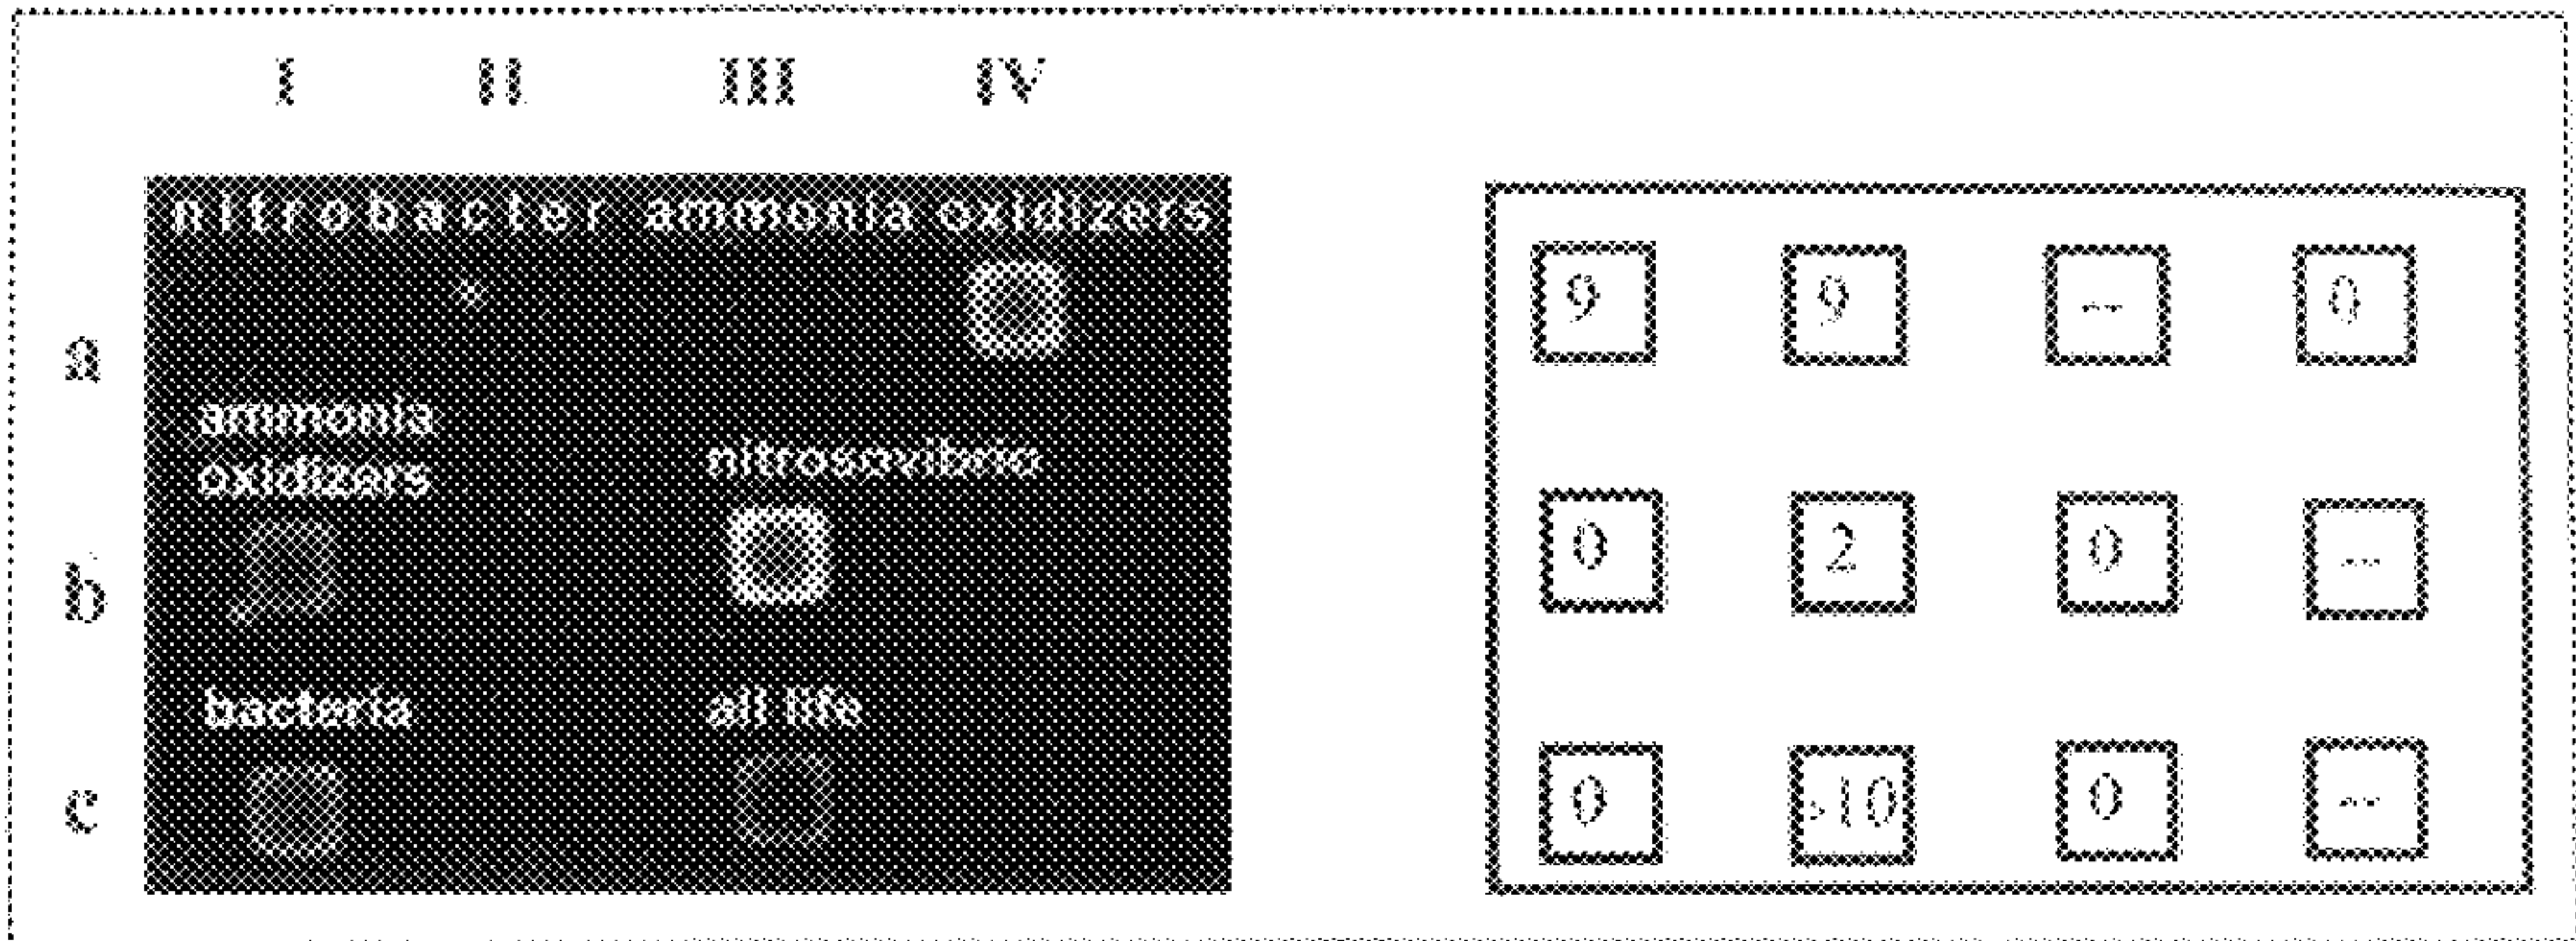 I II III IV
nitrobacter ammonia oxidizers
a
ammonia
oxidizers
nitrosovibrio
b
bacteria
all life
c
9 9 -- 0
0 2 0 --
0 >10 0 --